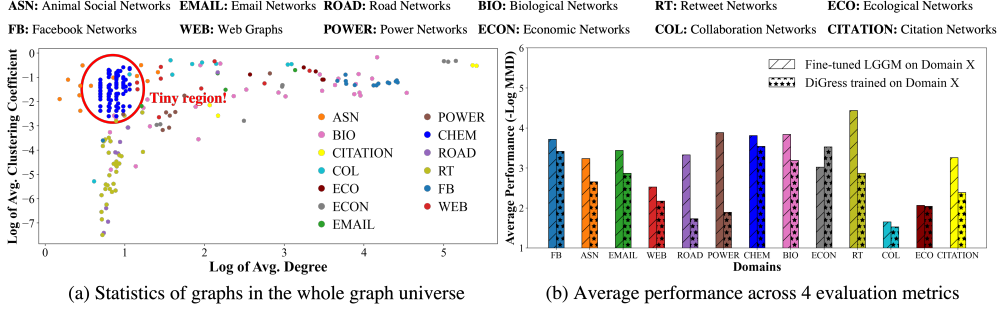 ASN: Animal Social Networks EMAIL: Email Networks ROAD: Road Networks BIO: Biological Networks RT: Retweet Networks ECO: Ecological Networks
FB: Facebook Networks WEB: Web Graphs POWER: Power Networks ECON: Economic Networks COL: Collaboration Networks CITATION: Citation Networks
Log of Avg. Clustering Coefficient
0
−1
−2
−3
−4
−5
−6
−7
Tiny region!
ASN
BIO
CITATION
COL
ECO
ECON
EMAIL
POWER
CHEM
ROAD
RT
FB
WEB
0 1 2 3 4 5
Log of Avg. Degree
(a) Statistics of graphs in the whole graph universe
Average Performance (-Log MMD)
6
5
4
3
2
1
Fine-tuned LGGM on Domain X
DiGress trained on Domain X
FB ASN EMAIL WEB ROAD POWER CHEM BIO ECON RT COL ECO CITATION
Domains
(b) Average performance across 4 evaluation metrics